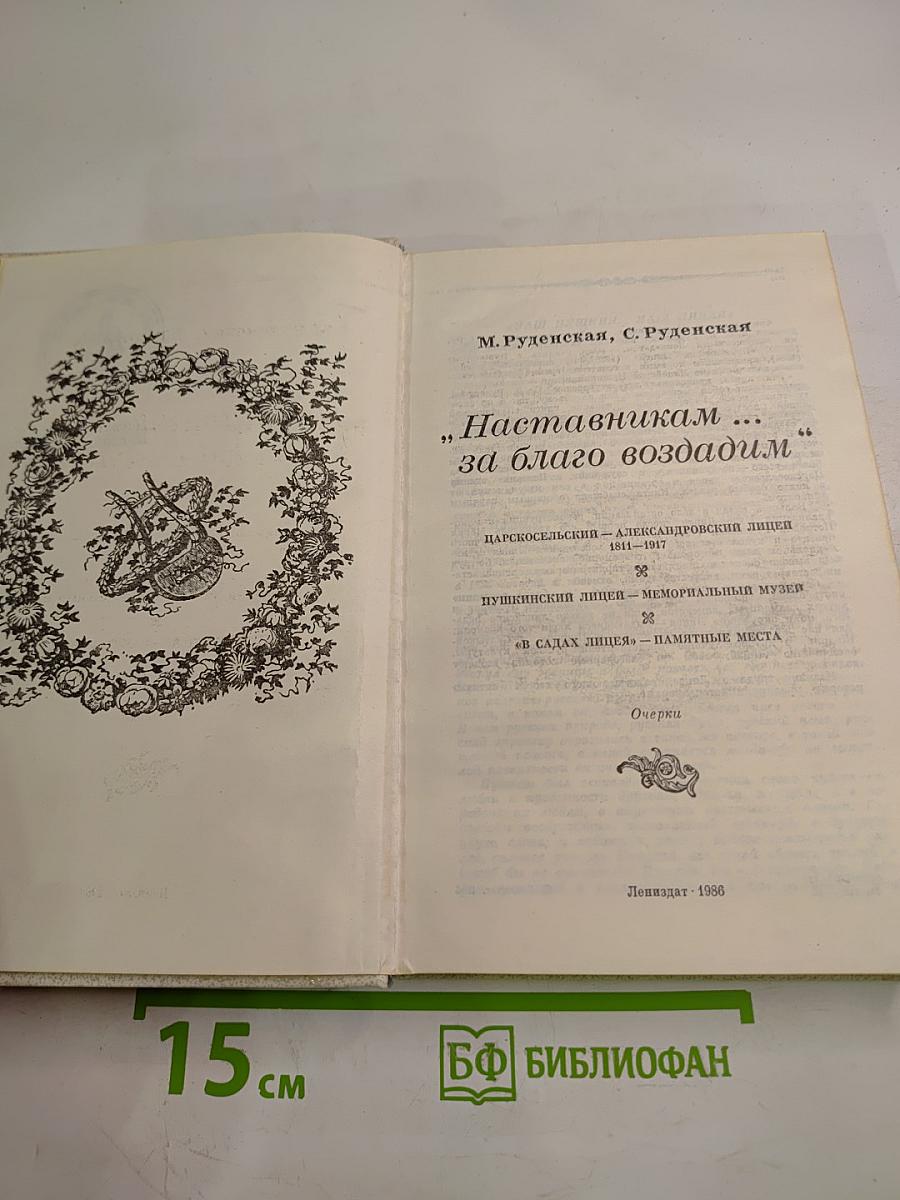 М. Руденская, С. Руденская
„Наставникам ...
за благо воздадим“
ЦАРСКОСЕЛЬСКИЙ — АЛЕКСАНДРОВСКИЙ ЛИЦЕЙ
1811—1917
ПУШКИНСКИЙ ЛИЦЕЙ — МЕМОРИАЛЬНЫЙ МУЗЕЙ
«В САДАХ ЛИЦЕЯ» — ПАМЯТНЫЕ МЕСТА
Очерки
Лениздат · 1986
15 см
БФ БИБЛИОФАН